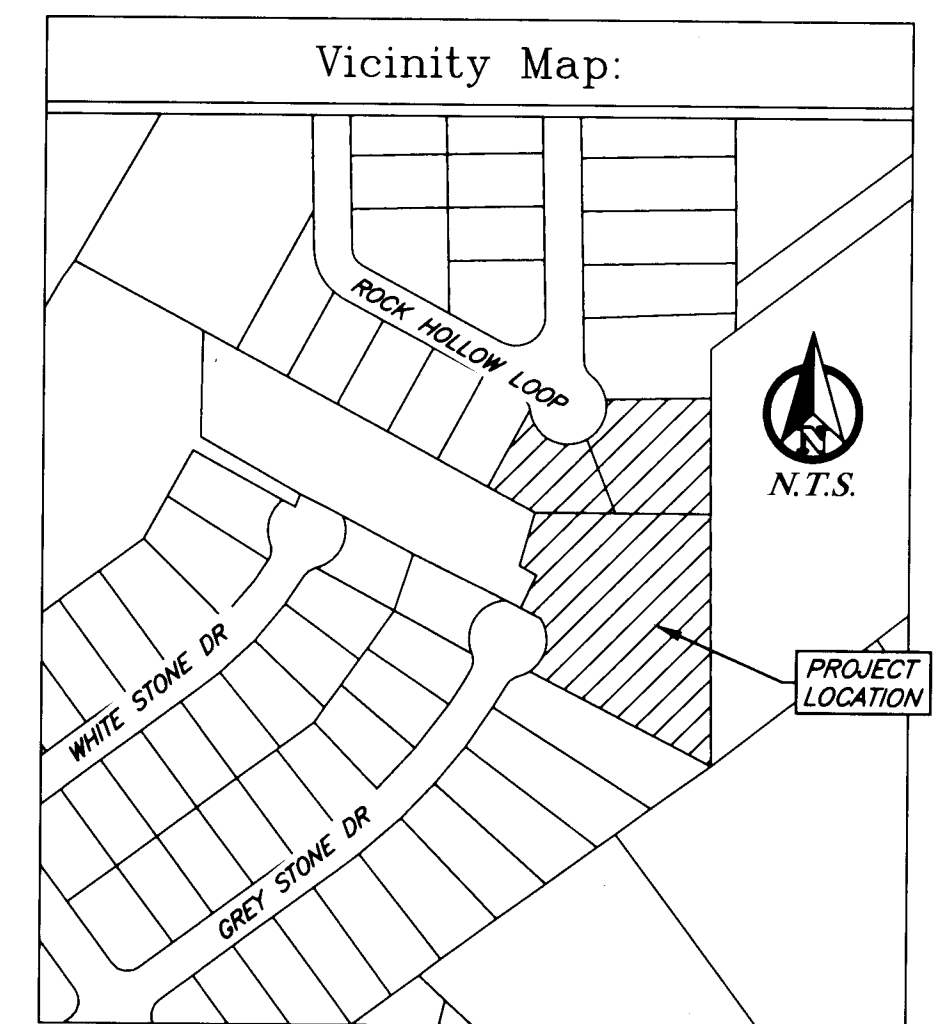 Vicinity Map:
ROCK HOLLOW LOOP
N
N.T.S.
WHITE STONE DR
PROJECT
LOCATION
GREY STONE DR